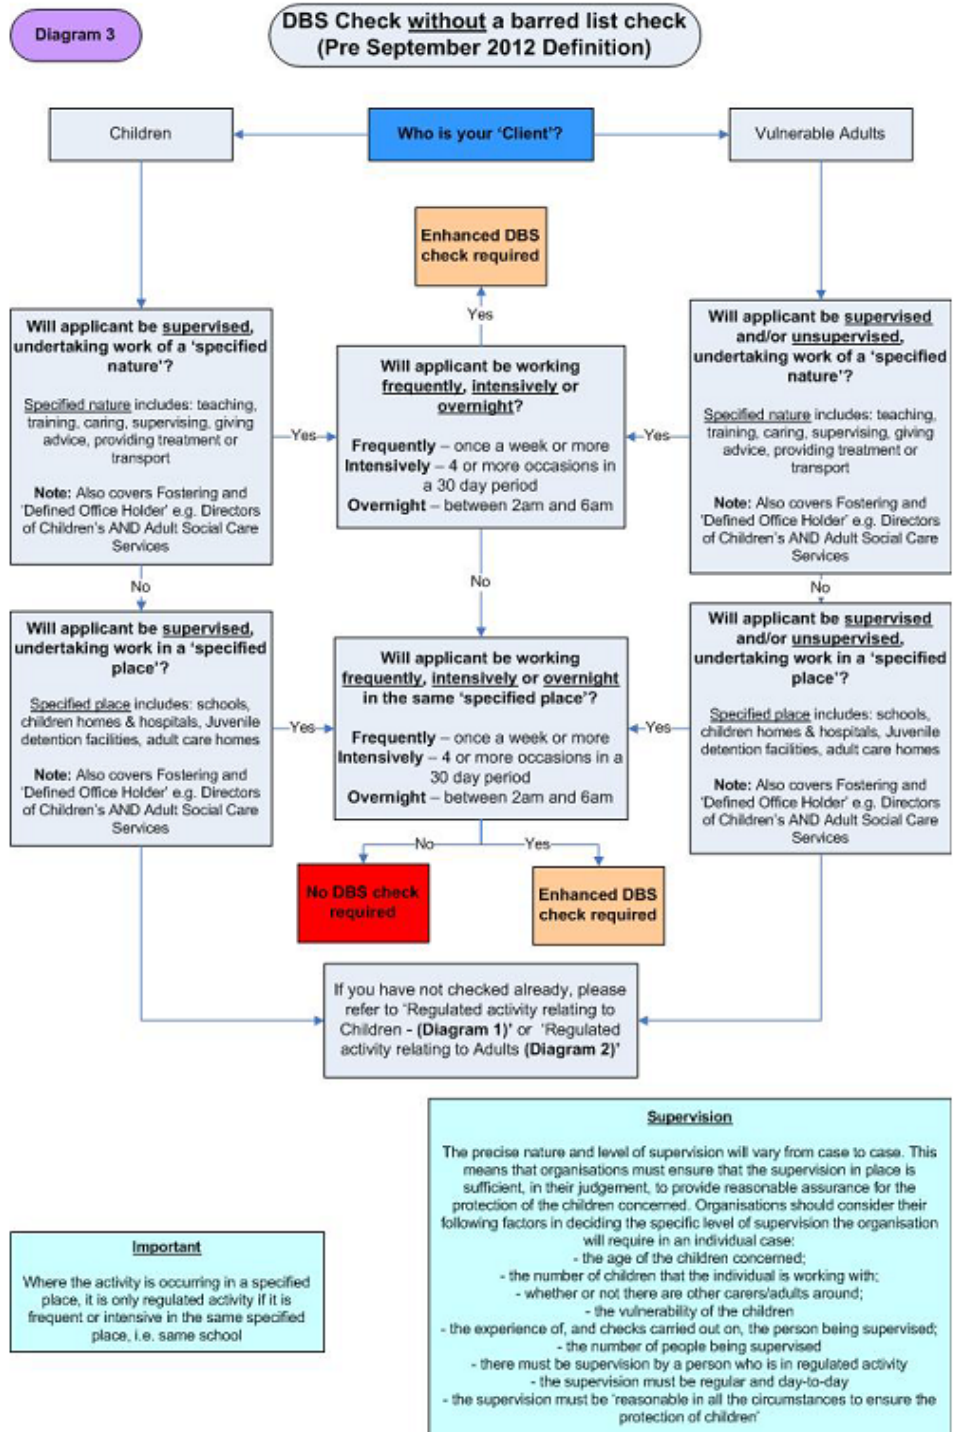 Diagram 3
DBS Check without a barred list check
(Pre September 2012 Definition)
Children
Who is your 'Client'?
Vulnerable Adults
Enhanced DBS
check required
Yes
Will applicant be supervised,
undertaking work of a 'specified
nature'?
Specified nature includes: teaching,
training, caring, supervising, giving
advice, providing treatment or
transport
Note: Also covers Fostering and
'Defined Office Holder' e.g. Directors
of Children's AND Adult Social Care
Services
Yes
Will applicant be working
frequently, intensively or
overnight?
Frequently – once a week or more
Intensively – 4 or more occasions in
a 30 day period
Overnight – between 2am and 6am
Yes
Will applicant be supervised
and/or unsupervised,
undertaking work of a 'specified
nature'?
Specified nature includes: teaching,
training, caring, supervising, giving
advice, providing treatment or
transport
Note: Also covers Fostering and
'Defined Office Holder' e.g. Directors
of Children's AND Adult Social Care
Services
No
No
No
Will applicant be supervised,
undertaking work in a 'specified
place'?
Specified place includes: schools,
children homes & hospitals, Juvenile
detention facilities, adult care homes
Note: Also covers Fostering and
'Defined Office Holder' e.g. Directors
of Children's AND Adult Social Care
Services
Yes
Will applicant be working
frequently, intensively or overnight
in the same 'specified place'?
Frequently – once a week or more
Intensively – 4 or more occasions in a
30 day period
Overnight – between 2am and 6am
Yes
Will applicant be supervised
and/or unsupervised,
undertaking work in a 'specified
place'?
Specified place includes: schools,
children homes & hospitals, Juvenile
detention facilities, adult care homes
Note: Also covers Fostering and
'Defined Office Holder' e.g. Directors
of Children's AND Adult Social Care
Services
No
Yes
No DBS check
required
Enhanced DBS
check required
If you have not checked already, please
refer to 'Regulated activity relating to
Children - (Diagram 1)' or 'Regulated
activity relating to Adults (Diagram 2)'
Important
Where the activity is occurring in a specified
place, it is only regulated activity if it is
frequent or intensive in the same specified
place, i.e. same school
Supervision
The precise nature and level of supervision will vary from case to case. This
means that organisations must ensure that the supervision in place is
sufficient, in their judgement, to provide reasonable assurance for the
protection of the children concerned. Organisations should consider their
following factors in deciding the specific level of supervision the organisation
will require in an individual case:
- the age of the children concerned;
- the number of children that the individual is working with;
- whether or not there are other carers/adults around;
- the vulnerability of the children
- the experience of, and checks carried out on, the person being supervised;
- the number of people being supervised
- there must be supervision by a person who is in regulated activity
- the supervision must be regular and day-to-day
- the supervision must be 'reasonable in all the circumstances to ensure the
protection of children'